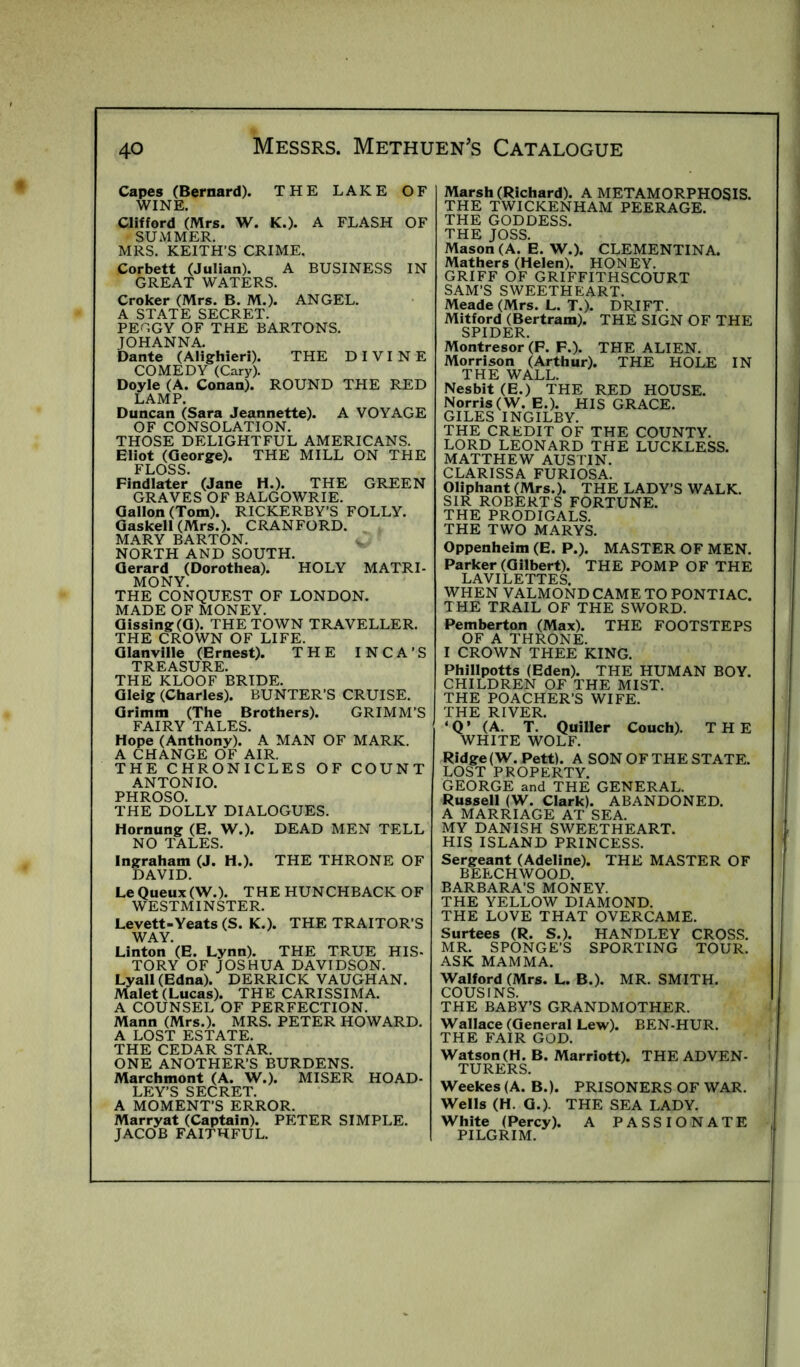 40 MESSRS. METHUEN'S CATALOGUE
Capes (Bernard). THE LAKE OF
WINE.
Clifford (Mrs. W. K.). A FLASH OF
SUMMER.
MRS. KEITH'S CRIME.
Corbett (Julian). A BUSINESS IN
GREAT WATERS.
Croker (Mrs. B. M.). ANGEL.
A STATE SECRET.
PEGGY OF THE BARTONS.
JOHANNA.
Dante (Alighieri). THE DIVINE
COMEDY (Cary).
Doyle (A. Conan). ROUND THE RED
LAMP.
Duncan (Sara Jeannette). A VOYAGE
OF CONSOLATION.
THOSE DELIGHTFUL AMERICANS.
Eliot (George). THE MILL ON THE
FLOSS.
Findlater (Jane H.). THE GREEN
GRAVES OF BALGOWRIE.
Gallon (Tom). RICKERBY'S FOLLY.
Gaskell (Mrs.). CRANFORD.
MARY BARTON.
NORTH AND SOUTH.
Gerard (Dorothea). HOLY MATRI-
MONY.
THE CONQUEST OF LONDON.
MADE OF MONEY.
Gissing (G). THE TOWN TRAVELLER.
THE CROWN OF LIFE.
Glanville (Ernest). THE INCA'S
TREASURE.
THE KLOOF BRIDE.
Gleig (Charles). BUNTER'S CRUISE.
Grimm (The Brothers). GRIMM'S
FAIRY TALES.
Hope (Anthony). A MAN OF MARK.
A CHANGE OF AIR.
THE CHRONICLES OF COUNT
ANTONIO.
PHROSO.
THE DOLLY DIALOGUES.
Hornung (E. W.). DEAD MEN TELL
NO TALES.
Ingraham (J. H.). THE THRONE OF
DAVID.
Le Queux (W.). THE HUNCHBACK OF
WESTMINSTER.
Levett-Yeats (S. K.). THE TRAITOR'S
WAY.
Linton (E. Lynn). THE TRUE HIS-
TORY OF JOSHUA DAVIDSON.
Lyall (Edna). DERRICK VAUGHAN.
Malet (Lucas). THE CARISSIMA.
A COUNSEL OF PERFECTION.
Mann (Mrs.). MRS. PETER HOWARD.
A LOST ESTATE.
THE CEDAR STAR.
ONE ANOTHER'S BURDENS.
Marchmont (A. W.). MISER HOAD-
LEY'S SECRET.
A MOMENT'S ERROR.
Marryat (Captain). PETER SIMPLE.
JACOB FAITHFUL.
Marsh (Richard). A METAMORPHOSIS.
THE TWICKENHAM PEERAGE.
THE GODDESS.
THE JOSS.
Mason (A. E. W.). CLEMENTINA.
Mathers (Helen). HONEY.
GRIFF OF GRIFFITHSCOURT
SAM'S SWEETHEART.
Meade (Mrs. L. T.). DRIFT.
Mitford (Bertram). THE SIGN OF THE
SPIDER.
Montresor (F. F.). THE ALIEN.
Morrison (Arthur). THE HOLE IN
THE WALL.
Nesbit (E.) THE RED HOUSE.
Norris (W. E.). HIS GRACE.
GILES INGILBY.
THE CREDIT OF THE COUNTY.
LORD LEONARD THE LUCKLESS.
MATTHEW AUSTIN.
CLARISSA FURIOSA.
Oliphant (Mrs.). THE LADY'S WALK.
SIR ROBERT'S FORTUNE.
THE PRODIGALS.
THE TWO MARYS.
Oppenheim (E. P.). MASTER OF MEN.
Parker (Gilbert). THE POMP OF THE
LAVILETTES.
WHEN VALMOND CAME TO PONTIAC.
THE TRAIL OF THE SWORD.
Pemberton (Max). THE FOOTSTEPS
OF A THRONE.
I CROWN THEE KING.
Phillpotts (Eden). THE HUMAN BOY.
CHILDREN OF THE MIST.
THE POACHER'S WIFE.
THE RIVER.
'Q' (A. T. Quiller Couch). THE
WHITE WOLF.
Ridge (W. Pett). A SON OF THE STATE.
LOST PROPERTY.
GEORGE and THE GENERAL.
Russell (W. Clark). ABANDONED.
A MARRIAGE AT SEA.
MY DANISH SWEETHEART.
HIS ISLAND PRINCESS.
Sergeant (Adeline). THE MASTER OF
BEECHWOOD.
BARBARA'S MONEY.
THE YELLOW DIAMOND.
THE LOVE THAT OVERCAME.
Surtees (R. S.). HANDLEY CROSS.
MR. SPONGE'S SPORTING TOUR.
ASK MAMMA.
Walford (Mrs. L. B.). MR. SMITH.
COUSINS.
THE BABY'S GRANDMOTHER.
Wallace (General Lew). BEN-HUR.
THE FAIR GOD.
Watson (H. B. Marriott). THE ADVEN-
TURERS.
Weekes (A. B.). PRISONERS OF WAR.
Wells (H. G.). THE SEA LADY.
White (Percy). A PASSIONATE
PILGRIM.